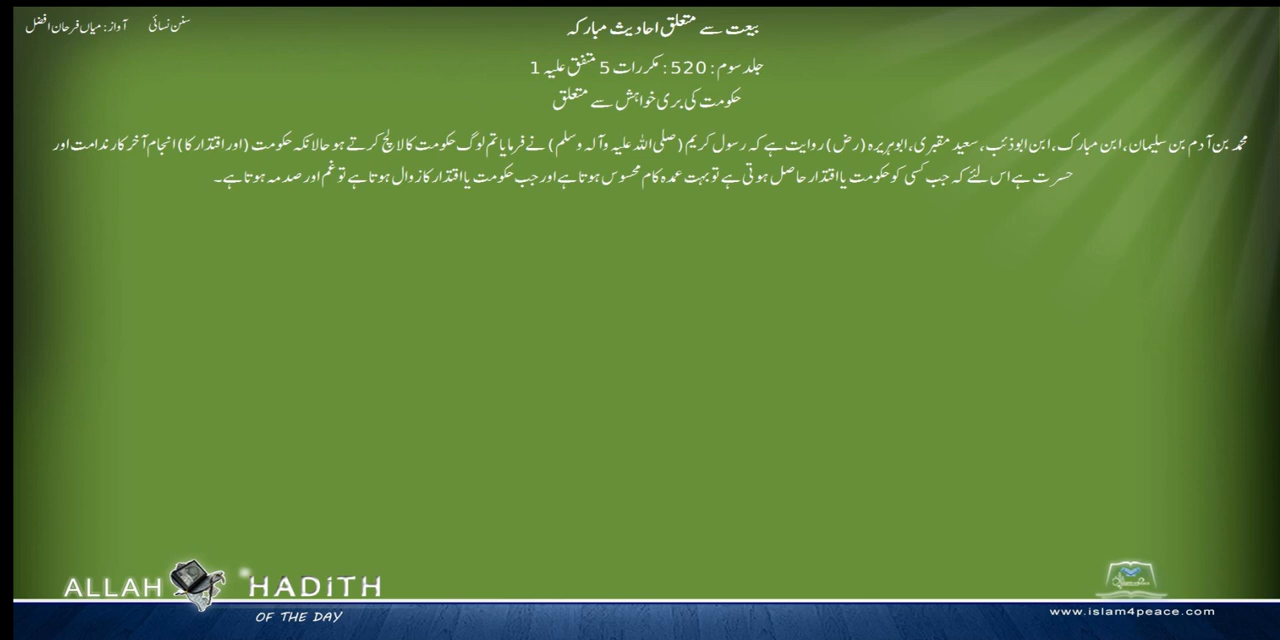 سنن نسائی آواز: میاں فرحان افضل
بیعت سے متعلق احادیث مبارکہ
جلد سوم : 520 : مکررات 5 متفق علیہ 1
حکومت کی بری خواہش سے متعلق
محمد بن آدم بن سلیمان، ابن مبارک، ابن ابوذئب، سعید مقبری، ابوہریرہ (رض) روایت ہے کہ رسول کریم (صلی اللہ علیہ وآلہ وسلم) نے فرمایا تم لوگ حکومت کا لالچ کرتے ہو حالانکہ حکومت (اور اقتدار کا) انجام آخر کار ندامت اور
حسرت ہے اس لئے کہ جب کسی کو حکومت یا اقتدار حاصل ہوتی ہے تو بہت عمدہ کام محسوس ہوتا ہے اور جب حکومت یا اقتدار کا زوال ہوتا ہے تو غم اور صدمہ ہوتا ہے۔
ALLAH HADITH
OF THE DAY
www.islam4peace.com